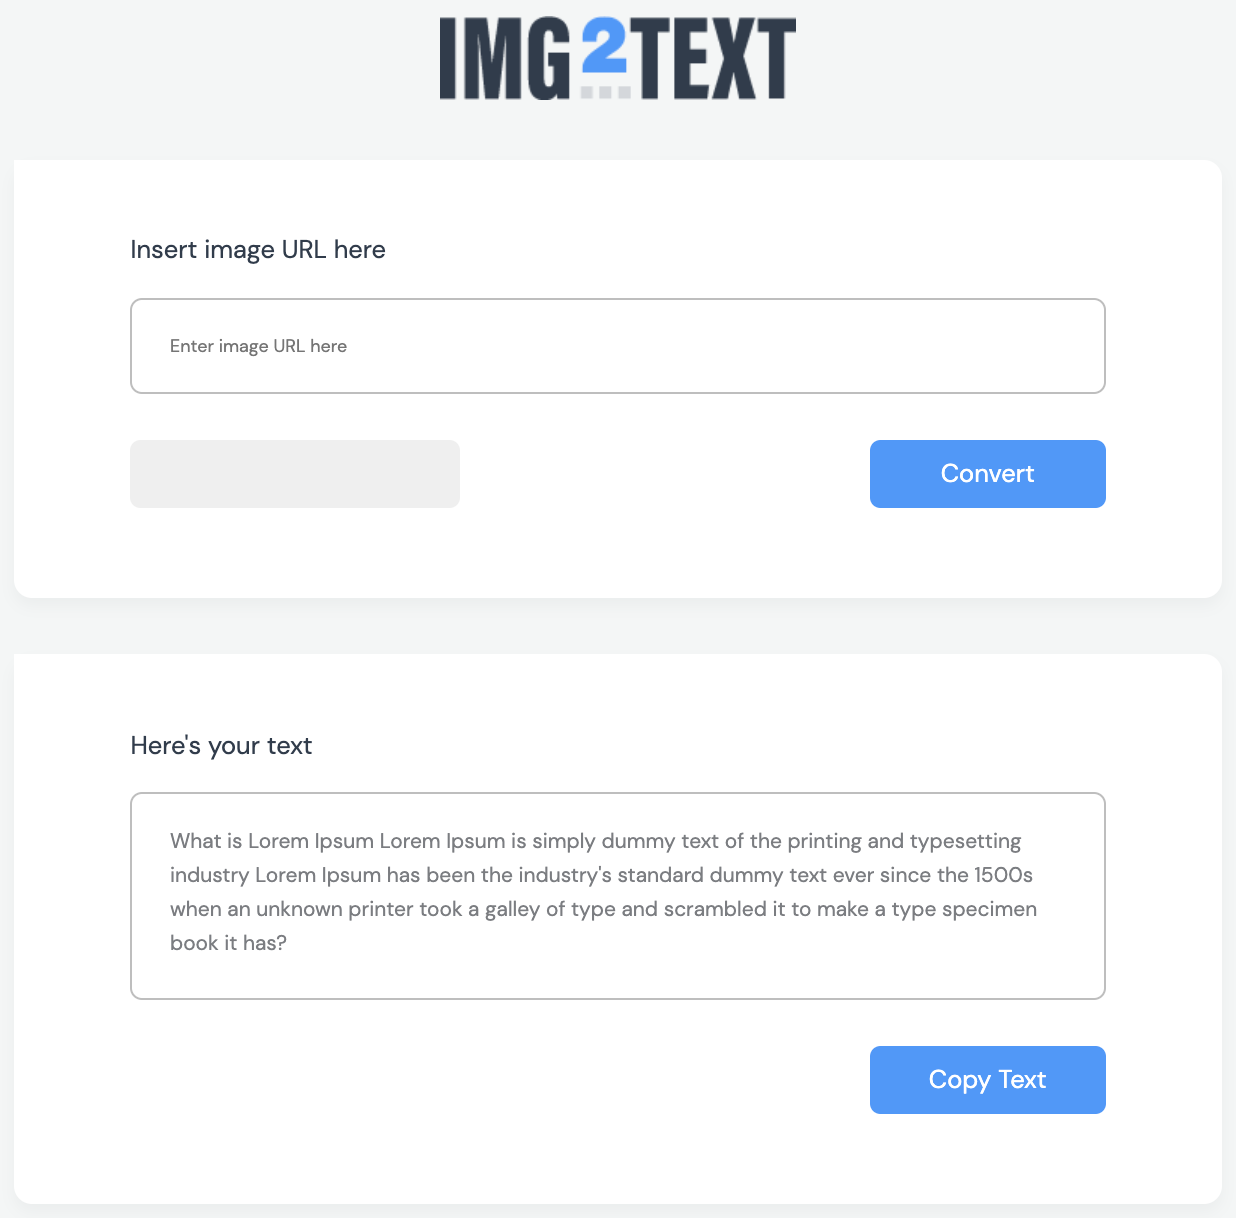 IMG2TEXT
Insert image URL here
Enter image URL here
Convert
Here's your text
What is Lorem Ipsum Lorem Ipsum is simply dummy text of the printing and typesetting
industry Lorem Ipsum has been the industry's standard dummy text ever since the 1500s
when an unknown printer took a galley of type and scrambled it to make a type specimen
book it has?
Copy Text